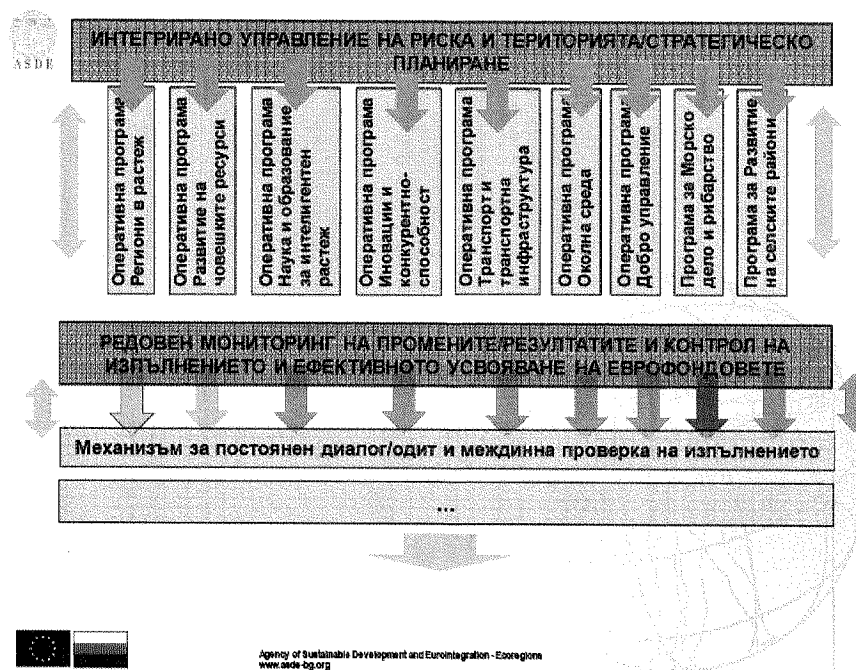 ASDE
ИНТЕГРИРАНО УПРАВЛЕНИЕ НА РИСКА И ТЕРИТОРИЯТА/СТРАТЕГИЧЕСКО
ПЛАНИРАНЕ
Оперативна програма
Региони в растеж
Оперативна програма
Развитие на
човешките ресурси
Оперативна програма
Наука и образование
за интелигентен
растеж
Оперативна програма
Иновации и
конкурентно-
способност
Оперативна програма
Транспорт и
транспортна
инфраструктура
Оперативна програма
Околна среда
Оперативна програма
Добро управление
Програма за Морско
дело и рибарство
Програма за Развитие
на селските райони
РЕДОВЕН МОНИТОРИНГ НА ПРОМЕНИТЕ/РЕЗУЛТАТИТЕ И КОНТРОЛ НА
ИЗПЪЛНЕНИЕТО И ЕФЕКТИВНОТО УСВОЯВАНЕ НА ЕВРОФОНДОВЕТЕ
Механизъм за постоянен диалог/одит и междинна проверка на изпълнението
...
Agency of Sustainable Development and Eurointegration - Ecoregions
www.asde-bg.org